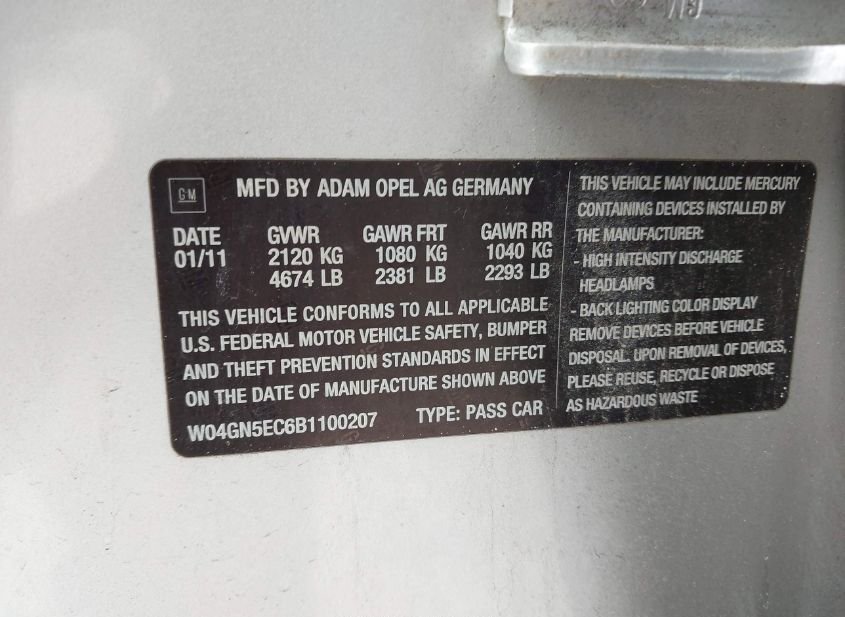 GM
MFD BY ADAM OPEL AG GERMANY
DATE GVWR GAWR FRT GAWR RR
01/11 2120 KG 1080 KG 1040 KG
4674 LB 2381 LB 2293 LB
THIS VEHICLE CONFORMS TO ALL APPLICABLE
U.S. FEDERAL MOTOR VEHICLE SAFETY, BUMPER
AND THEFT PREVENTION STANDARDS IN EFFECT
ON THE DATE OF MANUFACTURE SHOWN ABOVE
W04GN5EC6B1100207 TYPE: PASS CAR
THIS VEHICLE MAY INCLUDE MERCURY
CONTAINING DEVICES INSTALLED BY
THE MANUFACTURER:
- HIGH INTENSITY DISCHARGE
HEADLAMPS
- BACK LIGHTING COLOR DISPLAY
REMOVE DEVICES BEFORE VEHICLE
DISPOSAL. UPON REMOVAL OF DEVICES,
PLEASE REUSE, RECYCLE OR DISPOSE
AS HAZARDOUS WASTE